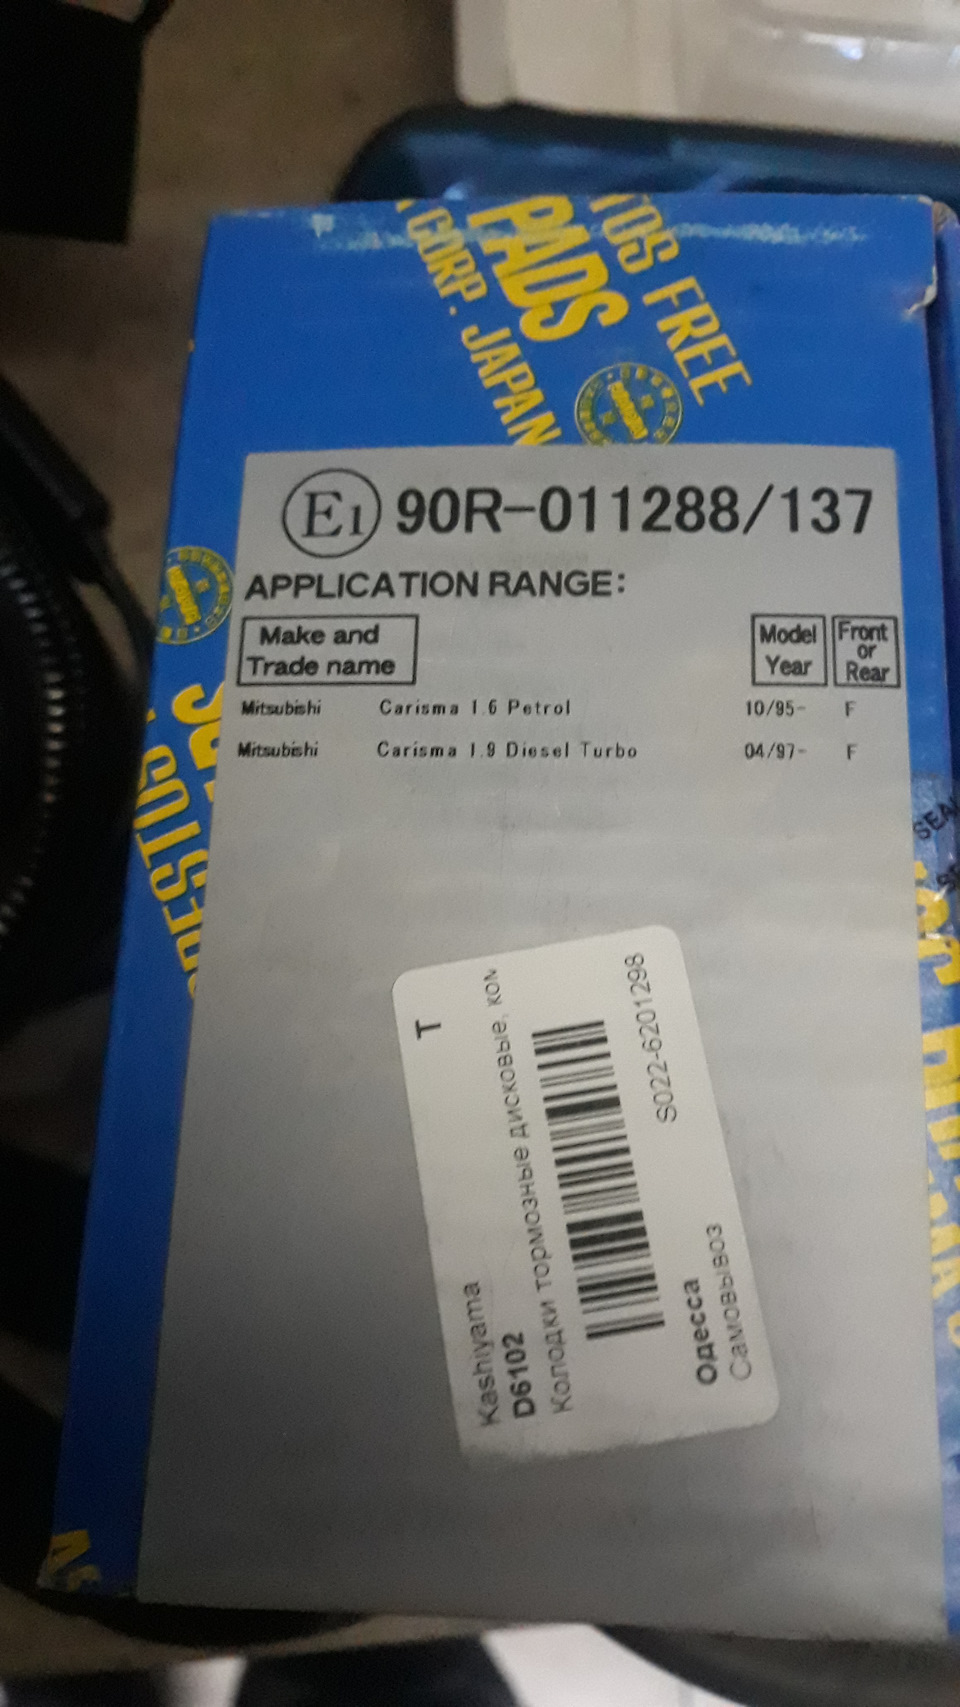 TOS FREE
PADS
CORP. JAPAN
E1 90R-011288/137
APPLICATION RANGE:
Make and Trade name
Model Year
Front or Rear
Mitsubishi Carisma 1.6 Petrol 10/95- F
Mitsubishi Carisma 1.9 Diesel Turbo 04/97- F
T
Kashiyama
D6102
Колодки тормозные дисковые, ком
S022-6201298
Одесса
Самовывоз